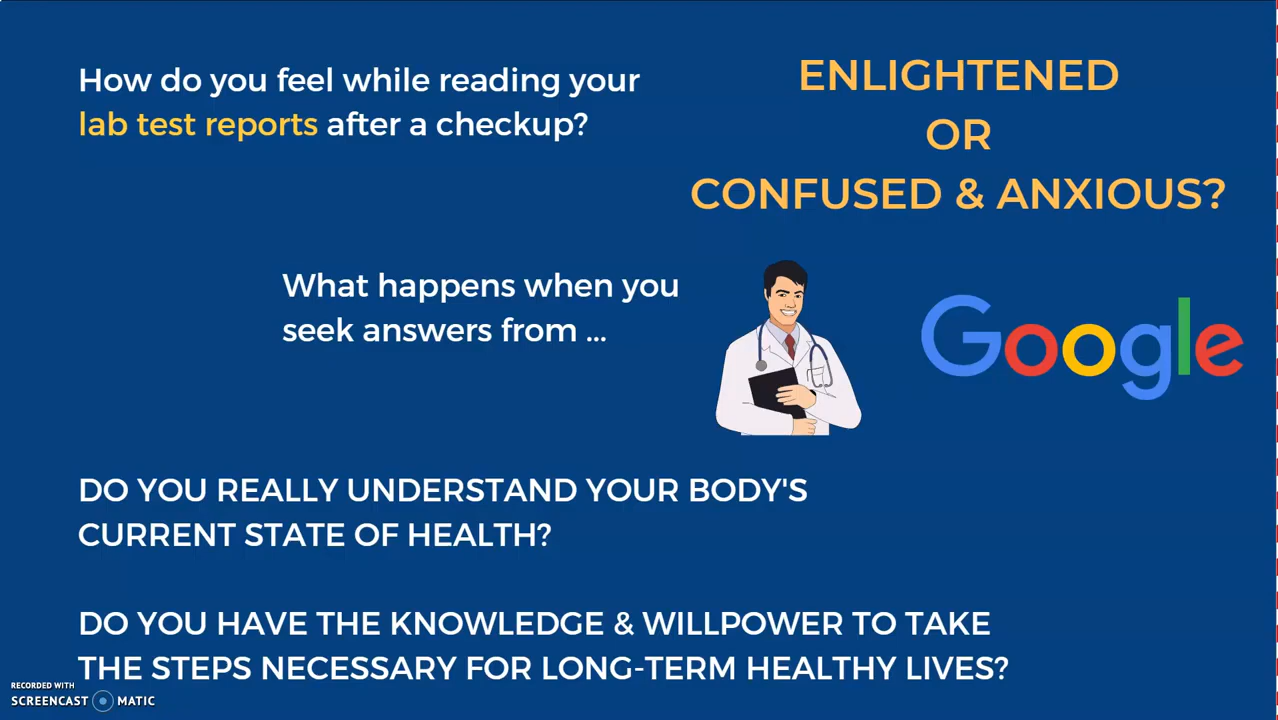 How do you feel while reading your
lab test reports after a checkup?
ENLIGHTENED
OR
CONFUSED & ANXIOUS?
What happens when you
seek answers from ...
Google
DO YOU REALLY UNDERSTAND YOUR BODY'S
CURRENT STATE OF HEALTH?
DO YOU HAVE THE KNOWLEDGE & WILLPOWER TO TAKE
THE STEPS NECESSARY FOR LONG-TERM HEALTHY LIVES?
RECORDED WITH
SCREENCAST MATIC